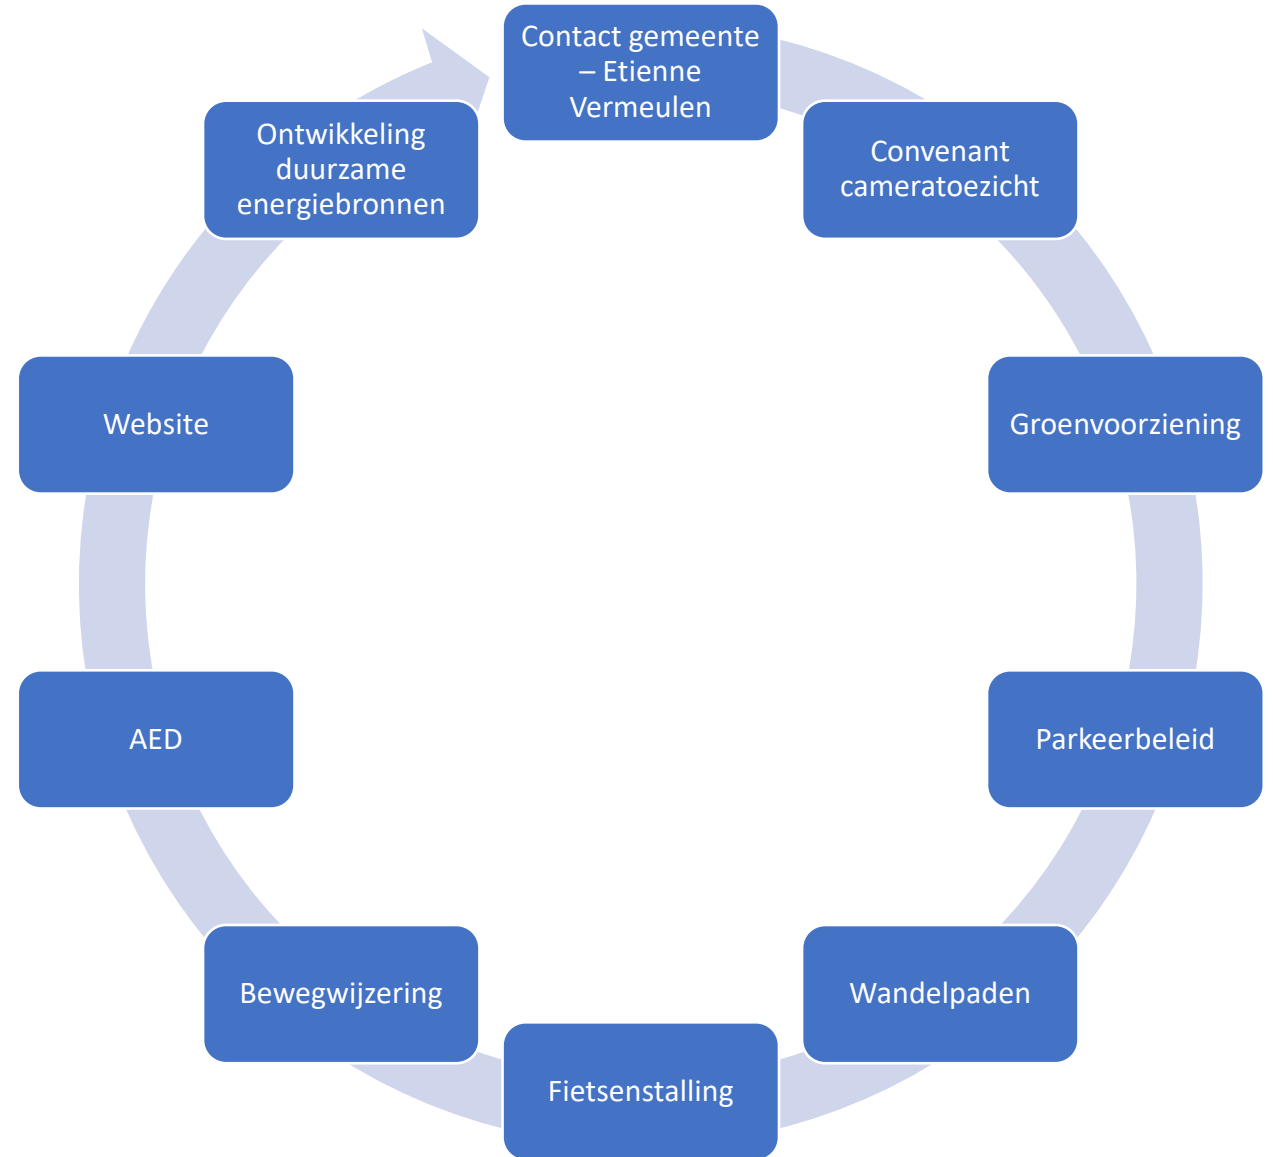 Contact gemeente
– Etienne
Vermeulen
Convenant
cameratoezicht
Groenvoorziening
Parkeerbeleid
Wandelpaden
Fietsenstalling
Bewegwijzering
AED
Website
Ontwikkeling
duurzame
energiebronnen